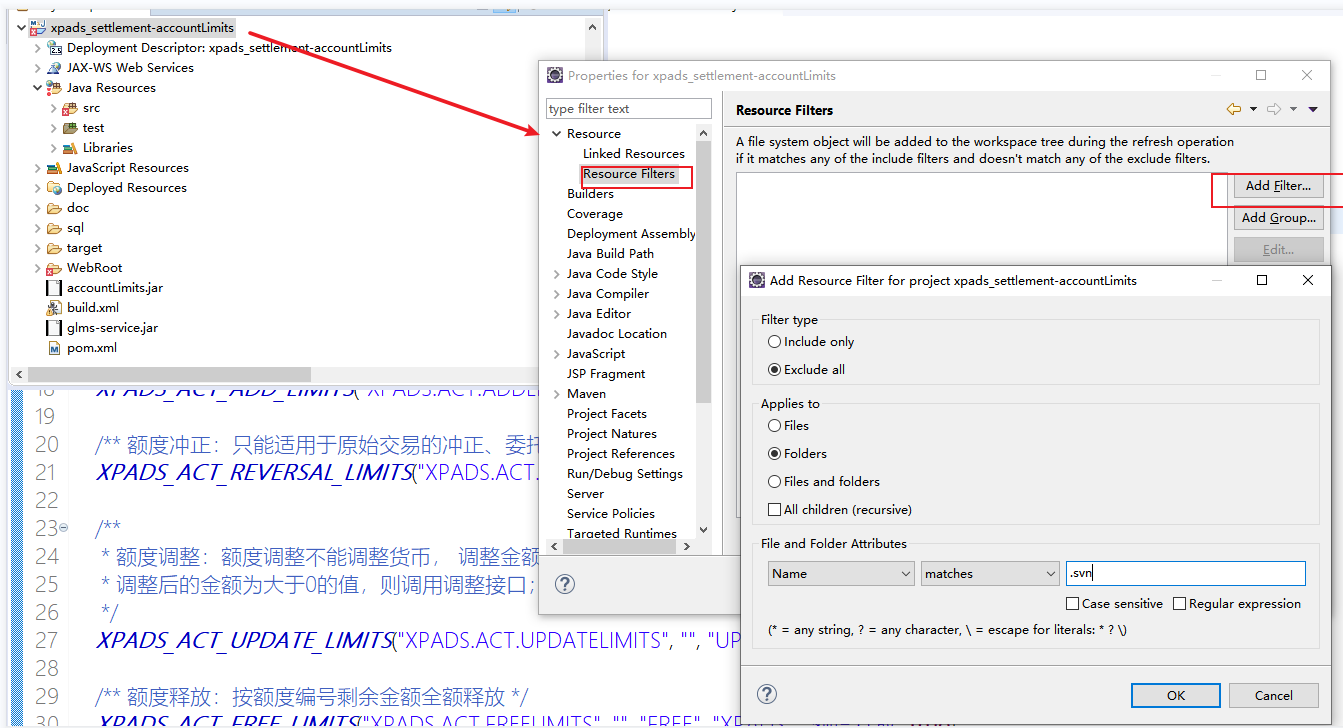 xpads_settlement-accountLimits
Deployment Descriptor: xpads_settlement-accountLimits
JAX-WS Web Services
Java Resources
src
test
Libraries
JavaScript Resources
Deployed Resources
doc
sql
target
WebRoot
accountLimits.jar
build.xml
glms-service.jar
pom.xml
Properties for xpads_settlement-accountLimits
type filter text
Resource
Linked Resources
Resource Filters
Builders
Coverage
Deployment Assembly
Java Build Path
Java Code Style
Java Compiler
Java Editor
Javadoc Location
JavaScript
JSP Fragment
Maven
Project Facets
Project Natures
Project References
Run/Debug Settings
Server
Service Policies
Targeted Runtimes
Resource Filters
A file system object will be added to the workspace tree during the refresh operation
if it matches any of the include filters and doesn't match any of the exclude filters.
Add Filter...
Add Group...
Edit...
Add Resource Filter for project xpads_settlement-accountLimits
Filter type
Include only
Exclude all
Applies to
Files
Folders
Files and folders
All children (recursive)
File and Folder Attributes
Name matches .svn
Case sensitive Regular expression
(* = any string, ? = any character, \ = escape for literals: * ? \)
OK Cancel
18 XPADS_ACT_ADD_LIMITS("XPADS.ACT.ADDL
19
20 /** 额度冲正：只能适用于原始交易的冲正、委托
21 XPADS_ACT_REVERSAL_LIMITS("XPADS.ACT.
22
23 /**
24 * 额度调整：额度调整不能调整货币， 调整金额
25 * 调整后的金额为大于0的值，则调用调整接口；
26 */
27 XPADS_ACT_UPDATE_LIMITS("XPADS.ACT.UPDATELIMITS", "", "UP
28
29 /** 额度释放：按额度编号剩余金额全额释放 */
30 XPADS_ACT_FREE_LIMITS("XPADS.ACT.FREELIMITS", "", "FREE", "XPADS